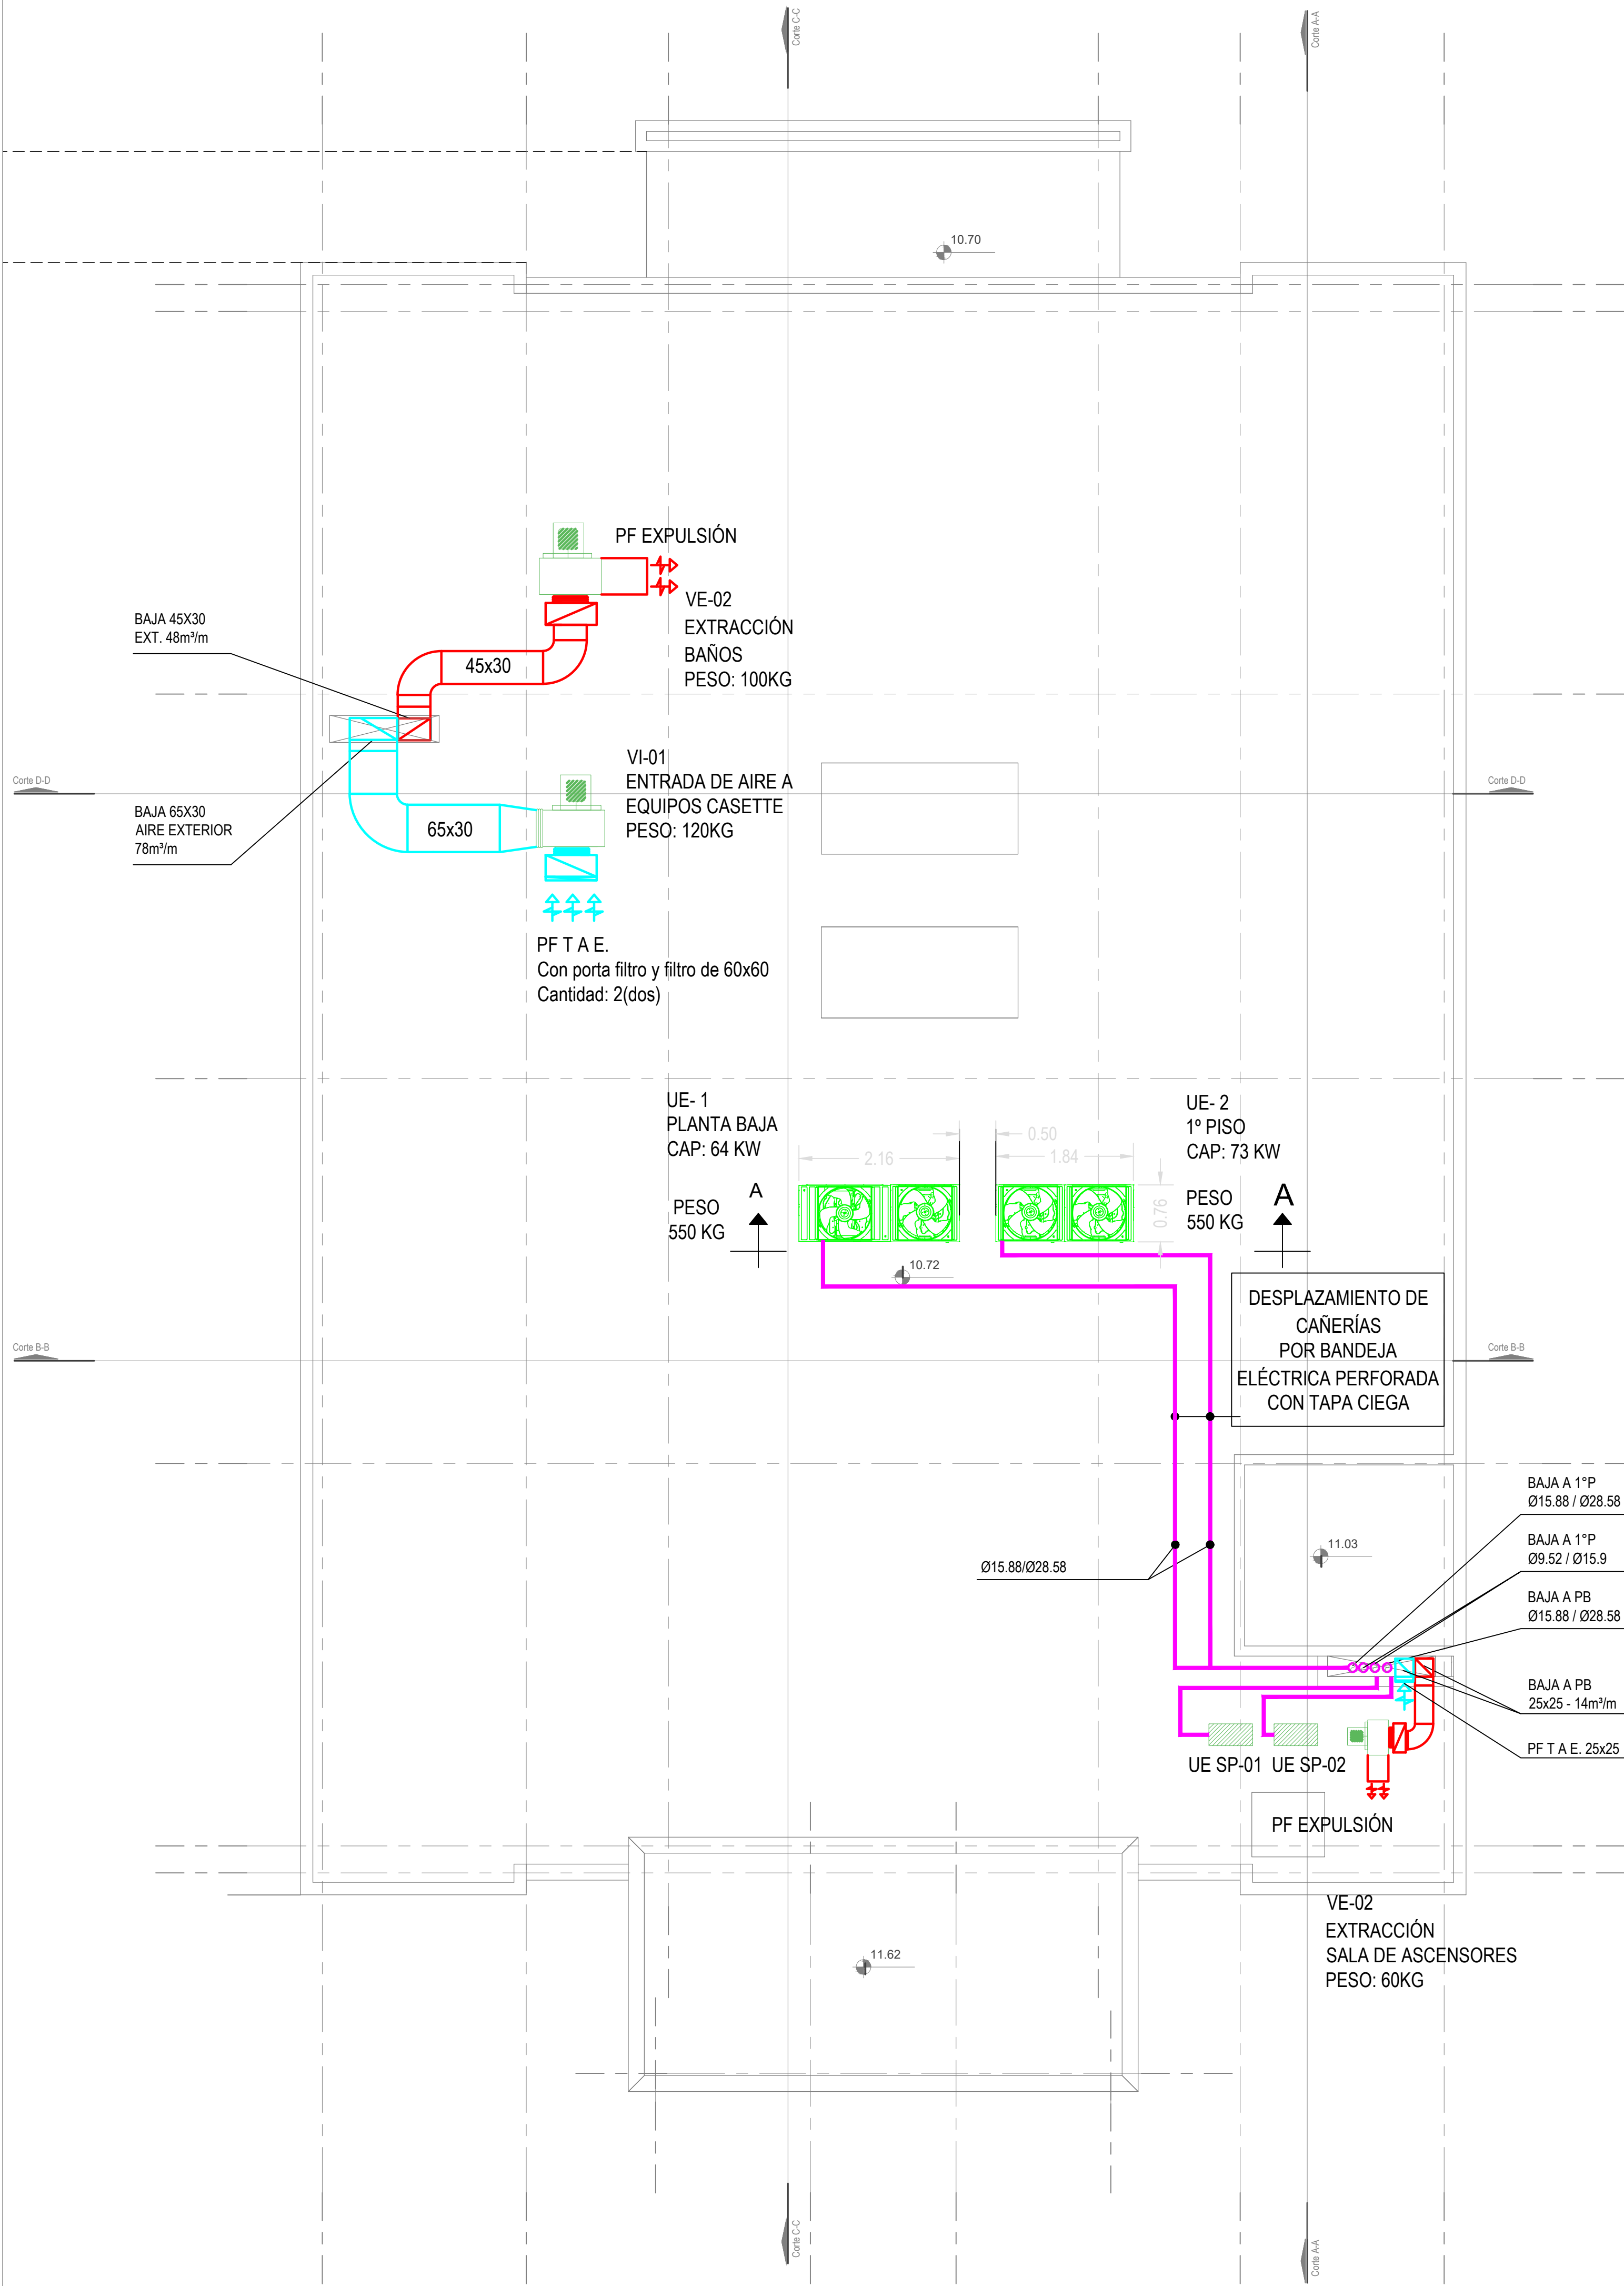 Corte C-C
Corte A-A
10.70
PF EXPULSIÓN
VE-02
EXTRACCIÓN
BAÑOS
PESO: 100KG
BAJA 45X30
EXT. 48m³/m
45x30
VI-01
ENTRADA DE AIRE A
EQUIPOS CASETTE
PESO: 120KG
Corte D-D
Corte D-D
BAJA 65X30
AIRE EXTERIOR
78m³/m
65x30
PF T A E.
Con porta filtro y filtro de 60x60
Cantidad: 2(dos)
UE- 1
PLANTA BAJA
CAP: 64 KW
PESO
550 KG
A
2.16
0.50
1.84
0.76
UE- 2
1º PISO
CAP: 73 KW
PESO
550 KG
A
10.72
DESPLAZAMIENTO DE
CAÑERÍAS
POR BANDEJA
ELÉCTRICA PERFORADA
CON TAPA CIEGA
Corte B-B
Corte B-B
Ø15.88/Ø28.58
11.03
BAJA A 1°P
Ø15.88 / Ø28.58
BAJA A 1°P
Ø9.52 / Ø15.9
BAJA A PB
Ø15.88 / Ø28.58
BAJA A PB
25x25 - 14m³/m
PF T A E. 25x25
UE SP-01
UE SP-02
PF EXPULSIÓN
VE-02
EXTRACCIÓN
SALA DE ASCENSORES
PESO: 60KG
11.62
Corte C-C
Corte A-A